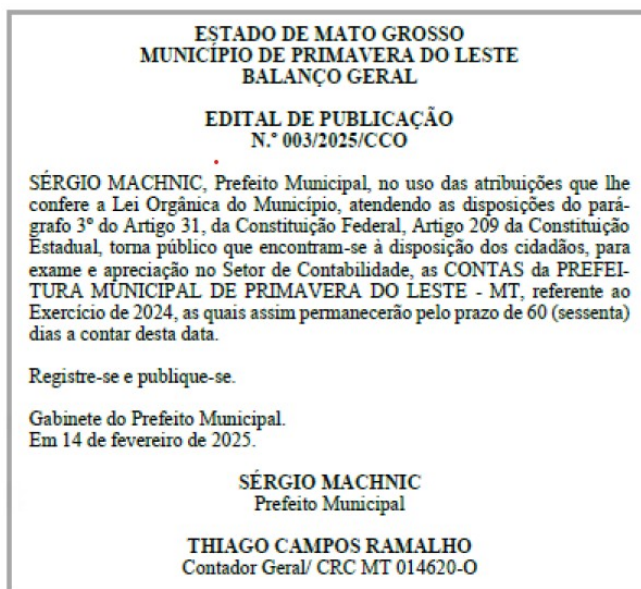 ESTADO DE MATO GROSSO
MUNICÍPIO DE PRIMAVERA DO LESTE
BALANÇO GERAL
EDITAL DE PUBLICAÇÃO
N.º 003/2025/CCO
SÉRGIO MACHNIC, Prefeito Municipal, no uso das atribuições que lhe
confere a Lei Orgânica do Município, atendendo as disposições do pará-
grafo 3º do Artigo 31, da Constituição Federal, Artigo 209 da Constituição
Estadual, torna público que encontram-se à disposição dos cidadãos, para
exame e apreciação no Setor de Contabilidade, as CONTAS da PREFEI-
TURA MUNICIPAL DE PRIMAVERA DO LESTE - MT, referente ao
Exercício de 2024, as quais assim permanecerão pelo prazo de 60 (sessenta)
dias a contar desta data.
Registre-se e publique-se.
Gabinete do Prefeito Municipal.
Em 14 de fevereiro de 2025.
SÉRGIO MACHNIC
Prefeito Municipal
THIAGO CAMPOS RAMALHO
Contador Geral/ CRC MT 014620-O